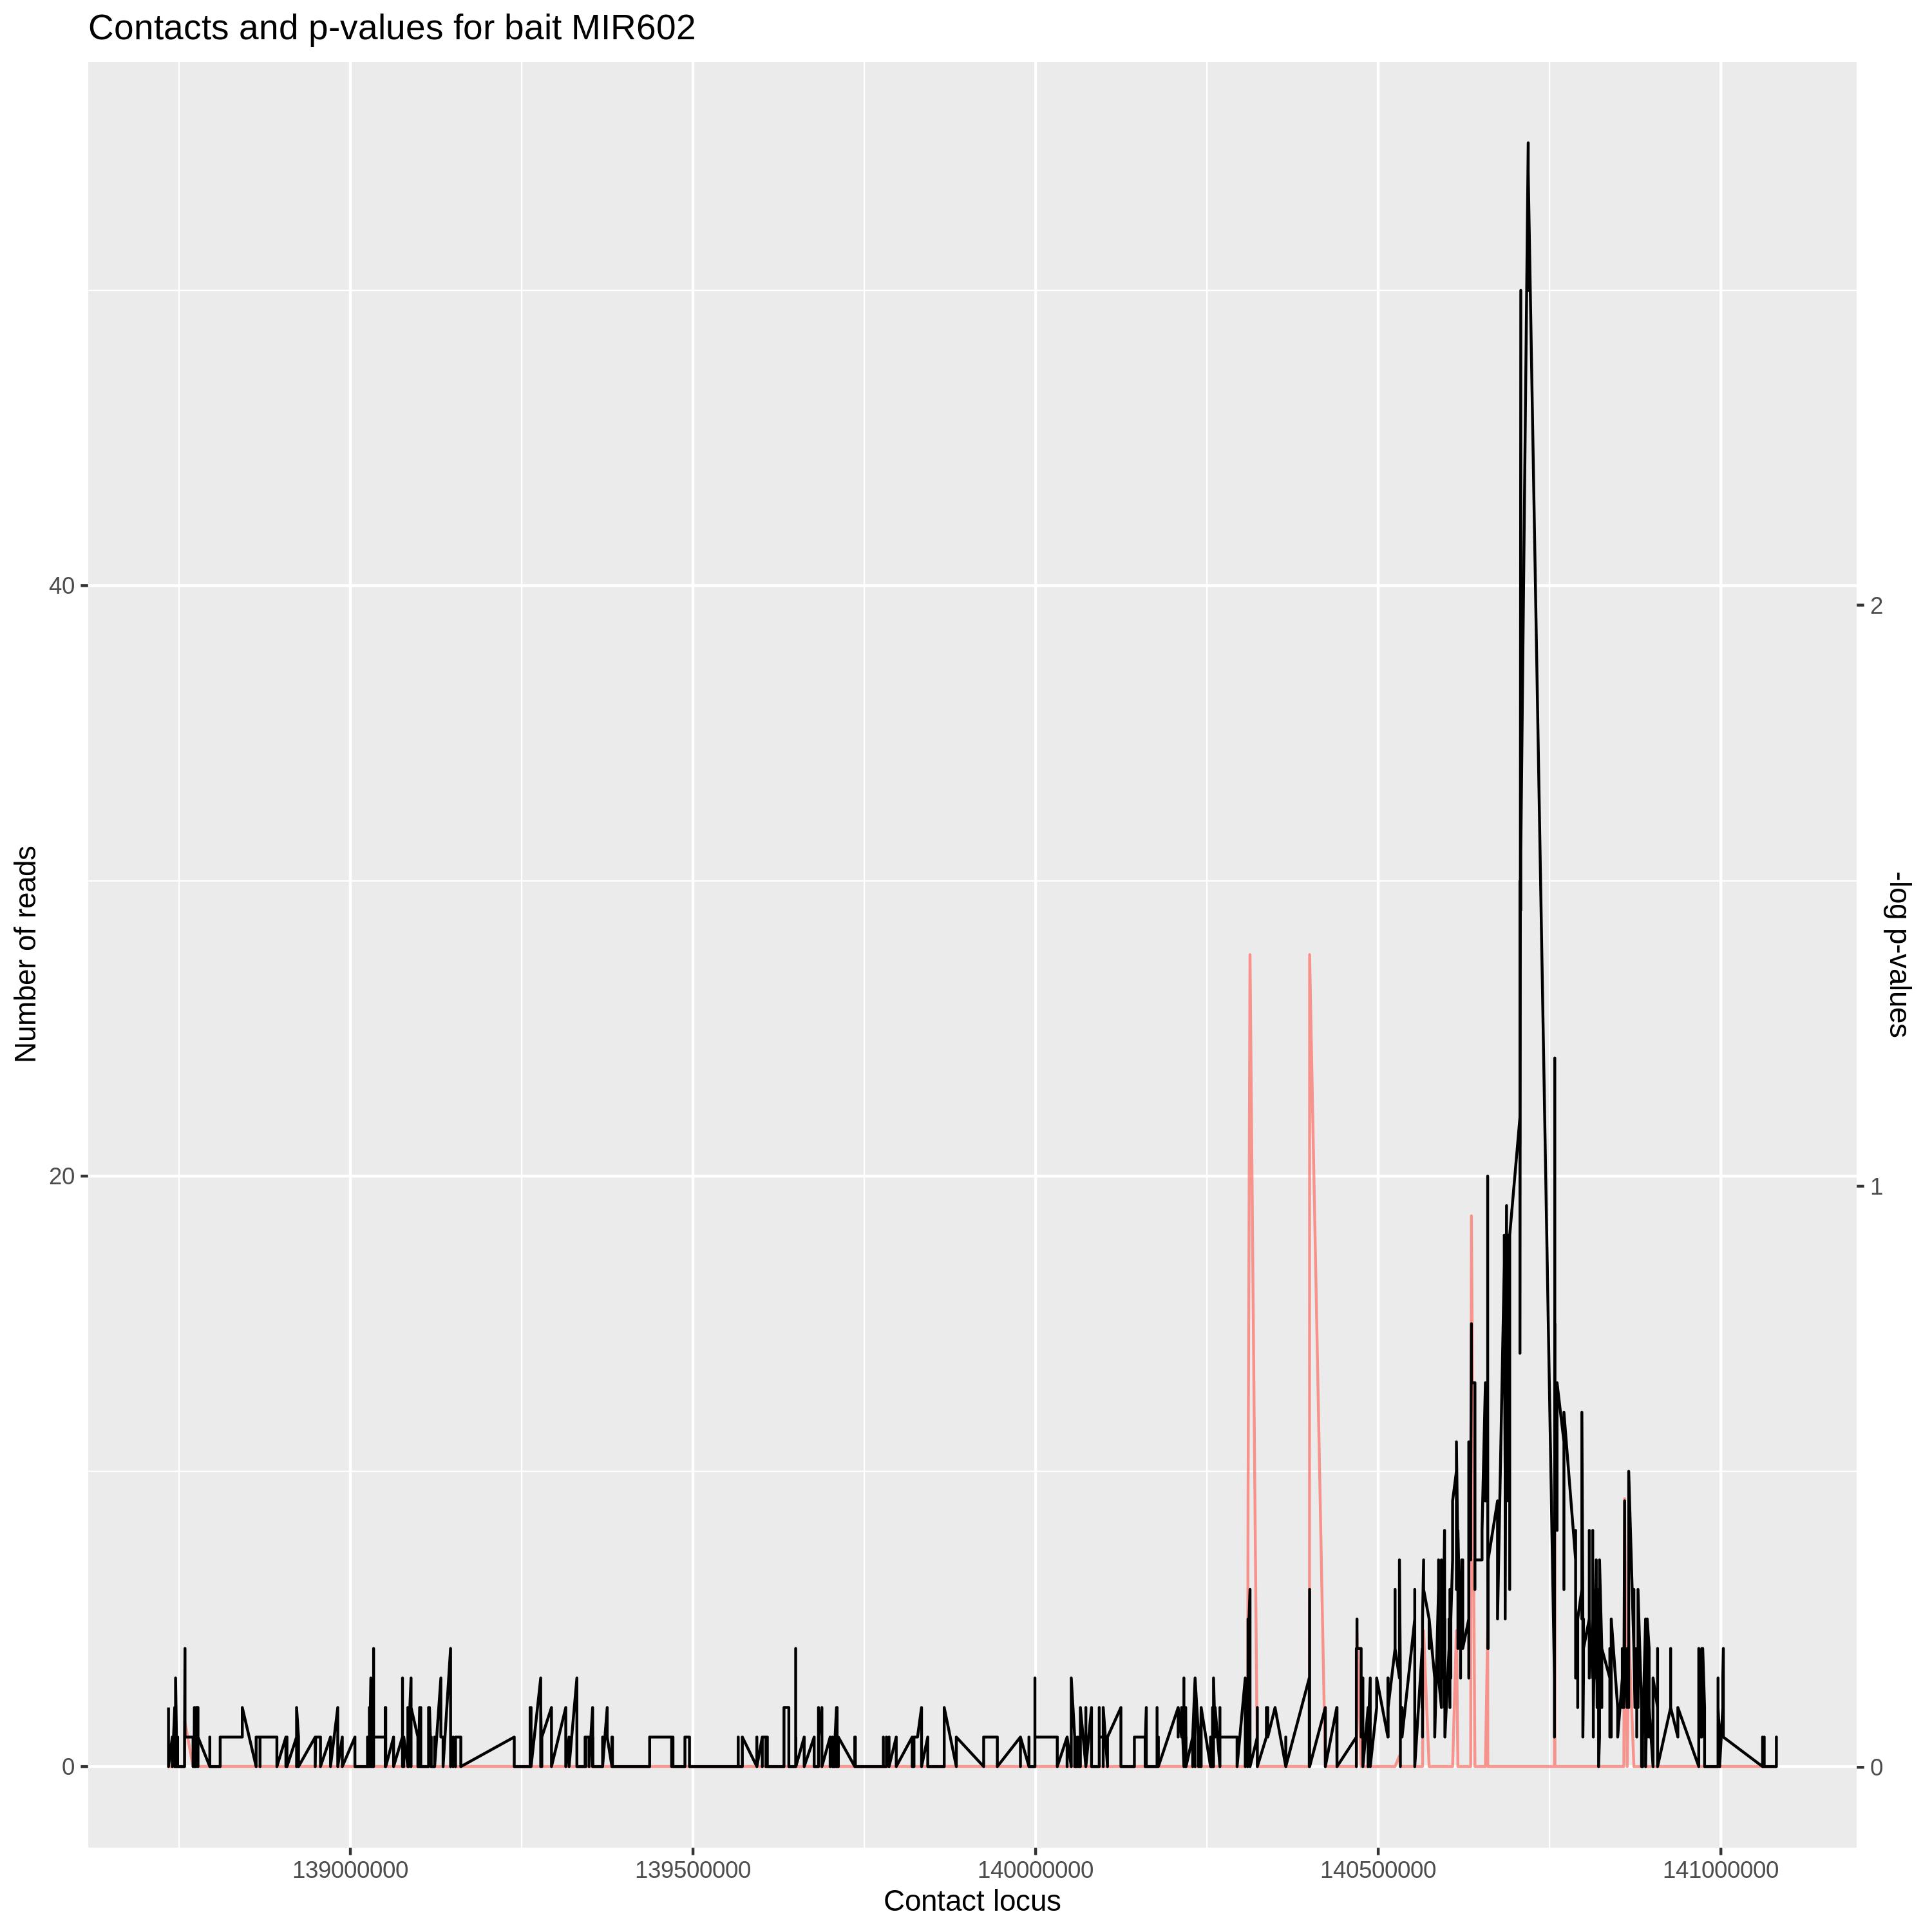 Contacts and p-values for bait MIR602
Number of reads
40
20
0
-log p-values
2
1
0
139000000
139500000
140000000
140500000
141000000
Contact locus